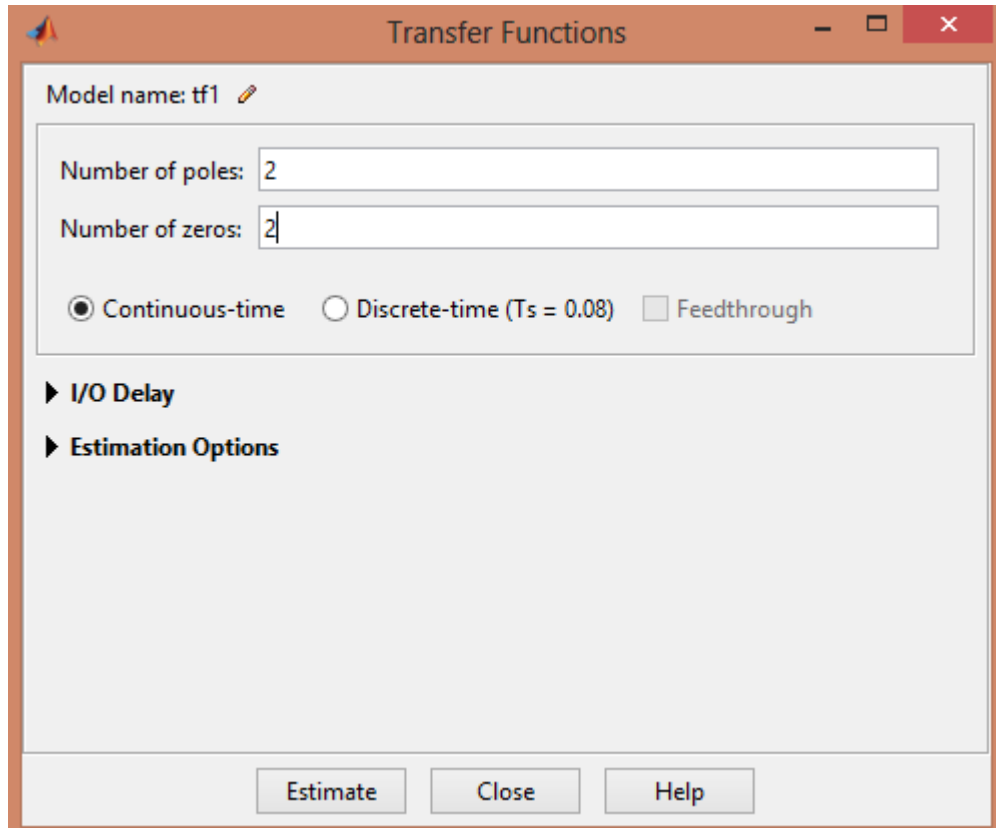 Transfer Functions
Model name: tf1
Number of poles: 2
Number of zeros: 2
Continuous-time Discrete-time (Ts = 0.08) Feedthrough
I/O Delay
Estimation Options
Estimate Close Help